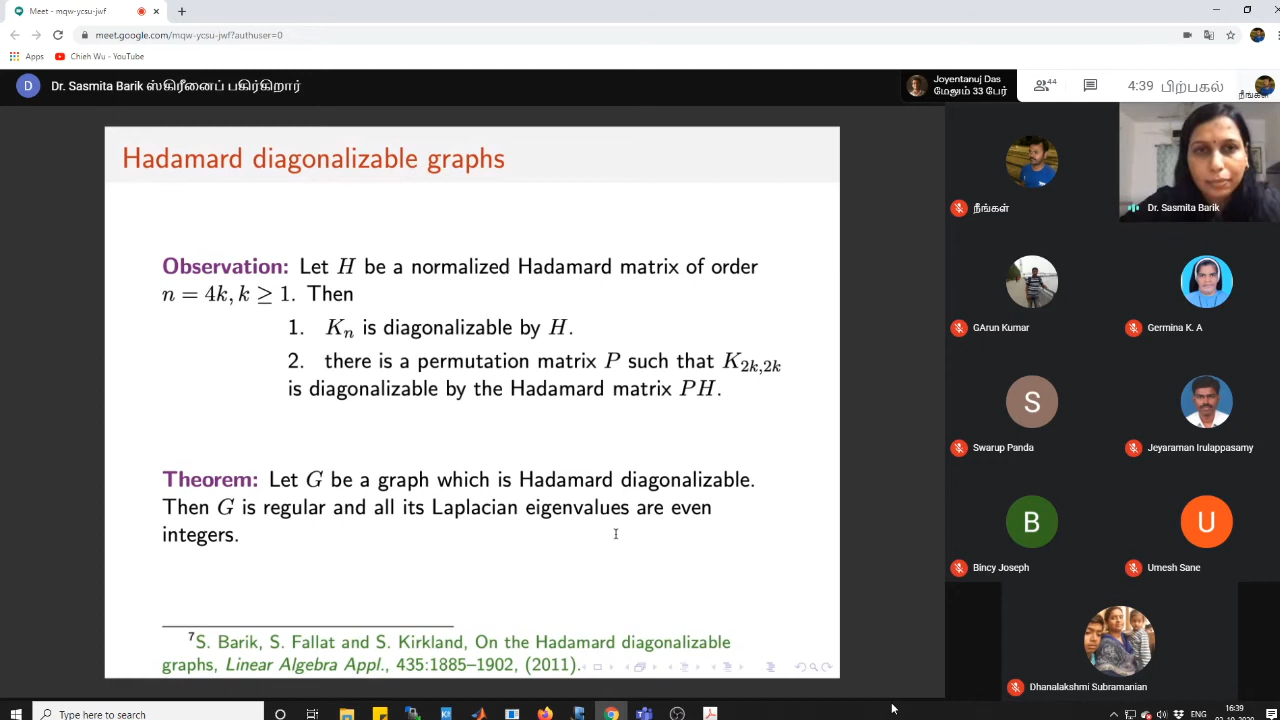 Meet - mqw-ycsu-jwf
meet.google.com/mqw-ycsu-jwf?authuser=0
Apps Chieh Wu - YouTube
D Dr. Sasmita Barik ஸ்கிரீனைப் பகிர்கிறார்
Joyentanuj Das
மேலும் 33 பேர்
44
4:39 பிற்பகல்
நீங்கள்
Hadamard diagonalizable graphs
Observation: Let H be a normalized Hadamard matrix of order
n = 4k, k ≥ 1. Then
1. Kₙ is diagonalizable by H.
2. there is a permutation matrix P such that K₂ₖ,₂ₖ
is diagonalizable by the Hadamard matrix PH.
Theorem: Let G be a graph which is Hadamard diagonalizable.
Then G is regular and all its Laplacian eigenvalues are even
integers.
⁷S. Barik, S. Fallat and S. Kirkland, On the Hadamard diagonalizable
graphs, Linear Algebra Appl., 435:1885–1902, (2011).
நீங்கள்
Dr. Sasmita Barik
GArun Kumar
Germina K. A
S
Swarup Panda
Jeyaraman Irulappasamy
B
Bincy Joseph
U
Umesh Sane
Dhanalakshmi Subramanian
Type here to search
ENG
16:39